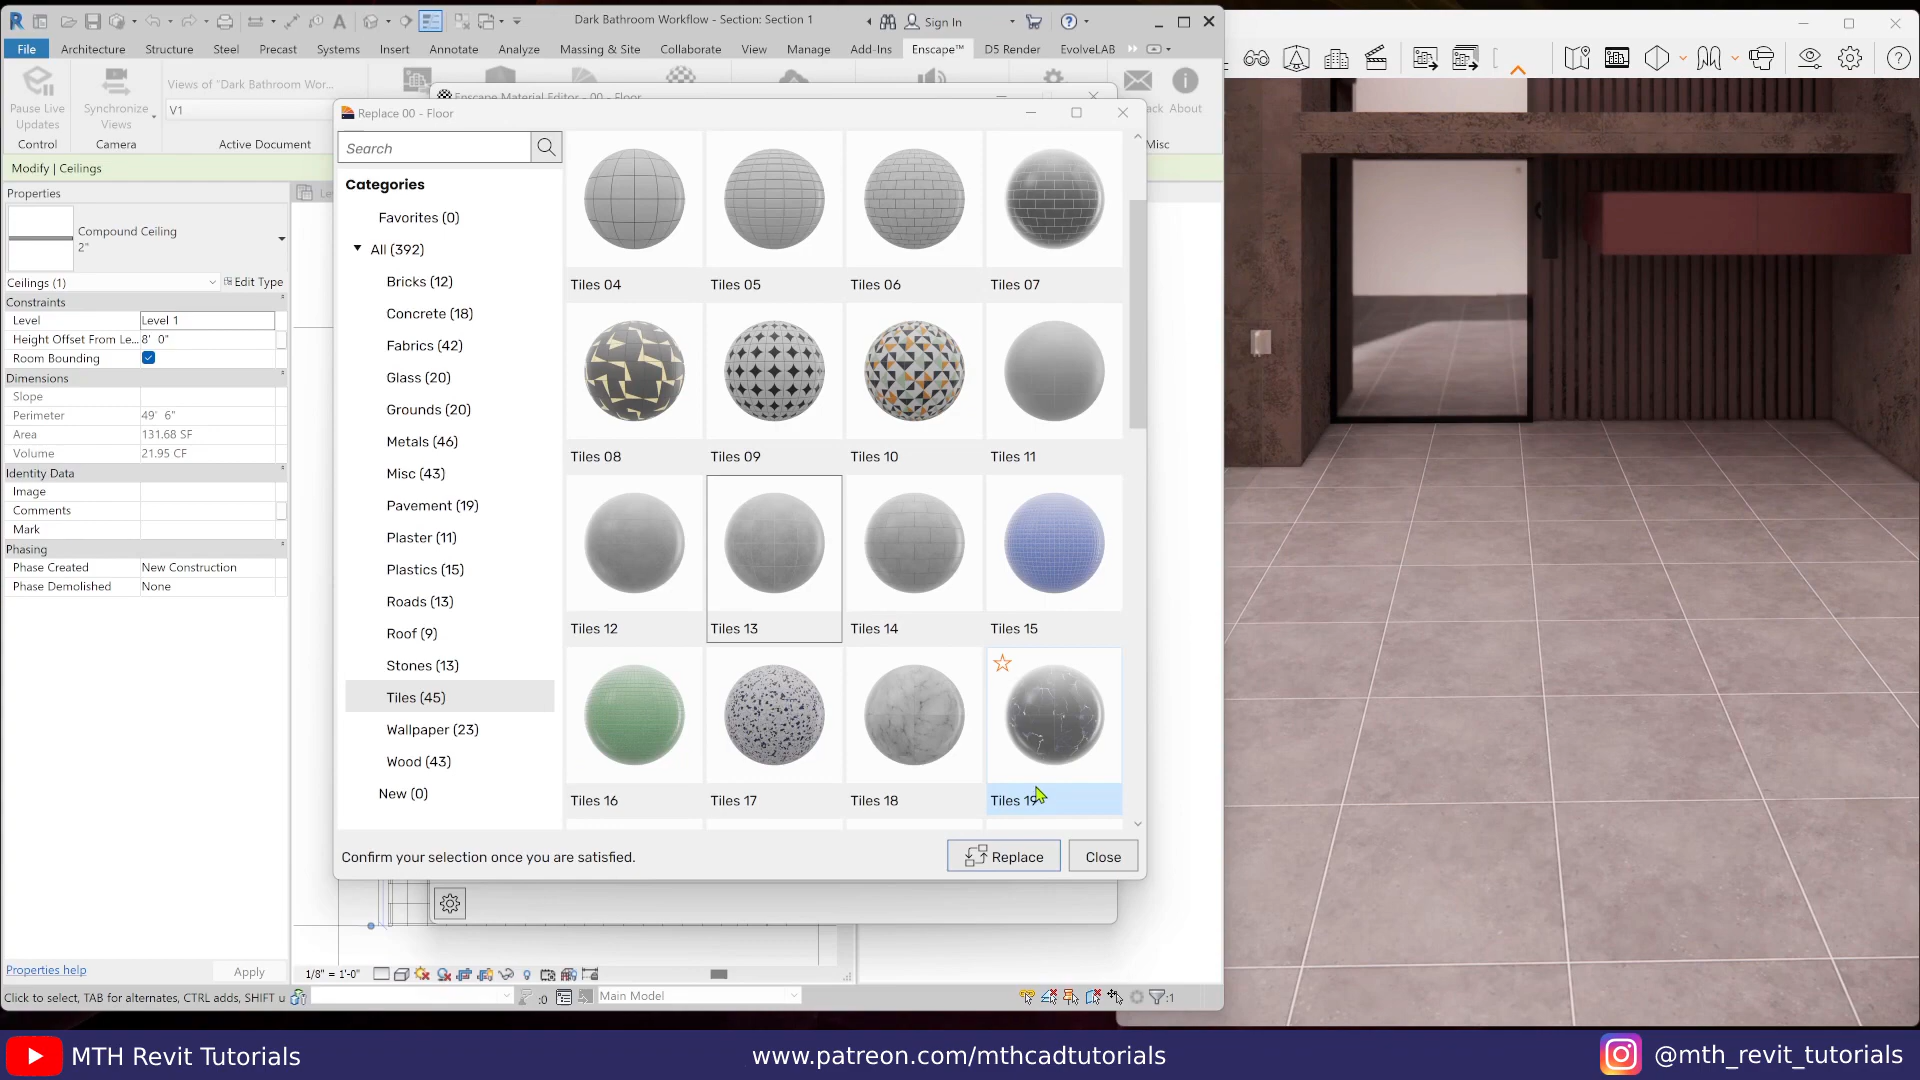 Dark Bathroom Workflow - Section: Section 1
Sign In
File
Architecture
Structure
Steel
Precast
Systems
Insert
Annotate
Analyze
Massing & Site
Collaborate
View
Manage
Add-Ins
Enscape™
D5 Render
EvolveLAB
Pause Live
Updates
Synchronize
Views
Views of "Dark Bathroom Wor...
V1
Control
Camera
Active Document
About
Misc
Enscape Material Editor - 00 - Floor
Modify | Ceilings
Properties
Compound Ceiling
2"
Ceilings (1)
Edit Type
Constraints
Level
Level 1
Height Offset From Le...
8' 0"
Room Bounding
Dimensions
Slope
Perimeter
49' 6"
Area
131.68 SF
Volume
21.95 CF
Identity Data
Image
Comments
Mark
Phasing
Phase Created
New Construction
Phase Demolished
None
Properties help
Apply
Replace 00 - Floor
Search
Categories
Favorites (0)
All (392)
Bricks (12)
Concrete (18)
Fabrics (42)
Glass (20)
Grounds (20)
Metals (46)
Misc (43)
Pavement (19)
Plaster (11)
Plastics (15)
Roads (13)
Roof (9)
Stones (13)
Tiles (45)
Wallpaper (23)
Wood (43)
New (0)
Tiles 04
Tiles 05
Tiles 06
Tiles 07
Tiles 08
Tiles 09
Tiles 10
Tiles 11
Tiles 12
Tiles 13
Tiles 14
Tiles 15
Tiles 16
Tiles 17
Tiles 18
Tiles 19
Confirm your selection once you are satisfied.
Replace
Close
1/8" = 1'-0"
Click to select, TAB for alternates, CTRL adds, SHIFT u
:0
Main Model
:1
MTH Revit Tutorials
www.patreon.com/mthcadtutorials
@mth_revit_tutorials